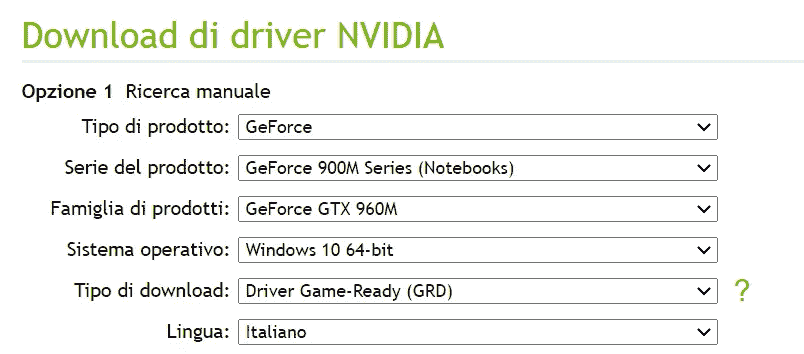 Download di driver NVIDIA
Opzione 1 Ricerca manuale
Tipo di prodotto: GeForce
Serie del prodotto: GeForce 900M Series (Notebooks)
Famiglia di prodotti: GeForce GTX 960M
Sistema operativo: Windows 10 64-bit
Tipo di download: Driver Game-Ready (GRD) ?
Lingua: Italiano